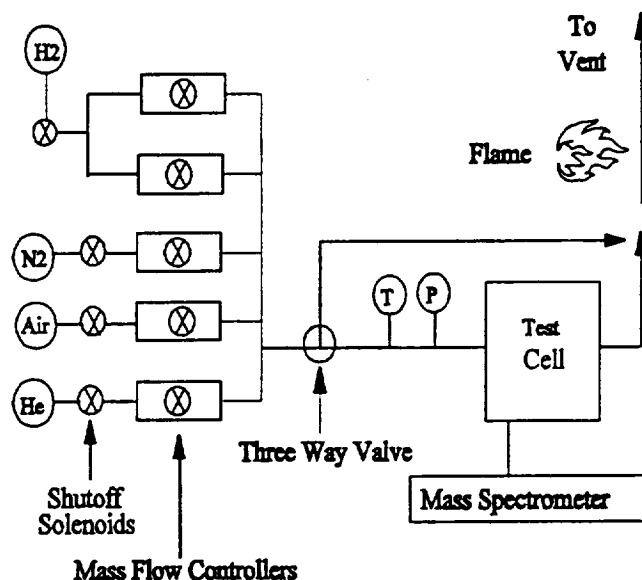 To
Vent
H2
Flame
N2
Air
He
T
P
Test
Cell
Three Way Valve
Shutoff
Solenoids
Mass Spectrometer
Mass Flow Controllers